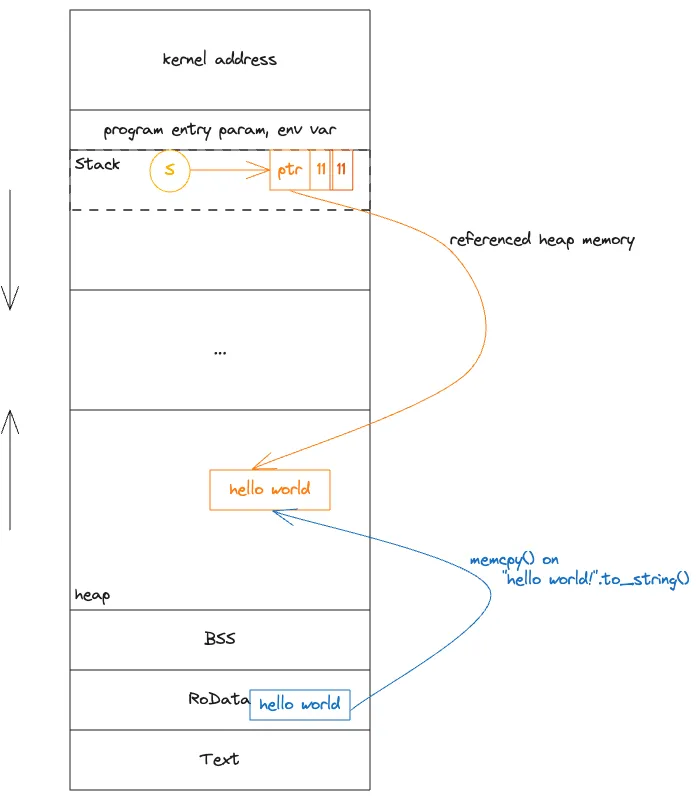 kernel address
program entry param, env var
Stack
S
ptr 11 11
referenced heap memory
...
hello world
memcpy() on
"hello world!".to_string()
heap
BSS
RoData
hello world
Text